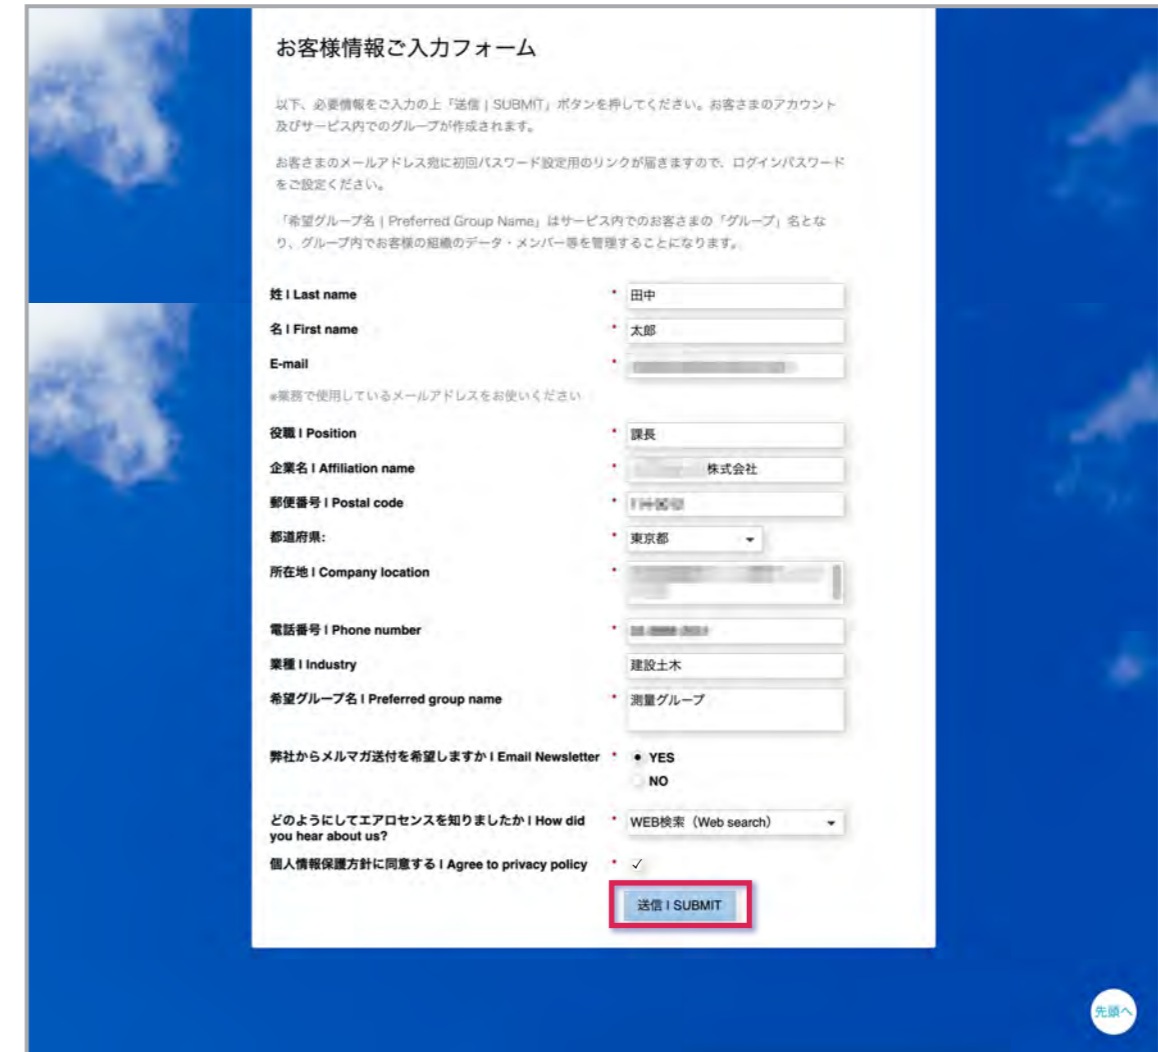 お客様情報ご入力フォーム
以下、必要情報をご入力の上「送信 | SUBMIT」ボタンを押してください。お客さまのアカウント
及びサービス内でのグループが作成されます。
お客さまのメールアドレス宛に初回パスワード設定用のリンクが届きますので、ログインパスワード
をご設定ください。
「希望グループ名 | Preferred Group Name」はサービス内でのお客さまの「グループ」名とな
り、グループ内でお客様の組織のデータ・メンバー等を管理することになります。
姓 | Last name * 田中
名 | First name * 太郎
E-mail *
※業務で使用しているメールアドレスをお使いください
役職 | Position * 課長
企業名 | Affiliation name * 株式会社
郵便番号 | Postal code *
都道府県: * 東京都
所在地 | Company location *
電話番号 | Phone number *
業種 | Industry 建設土木
希望グループ名 | Preferred group name * 測量グループ
弊社からメルマガ送付を希望しますか | Email Newsletter * YES
NO
どのようにしてエアロセンスを知りましたか | How did * WEB検索（Web search）
you hear about us?
個人情報保護方針に同意する | Agree to privacy policy * ✓
送信 | SUBMIT
先頭へ